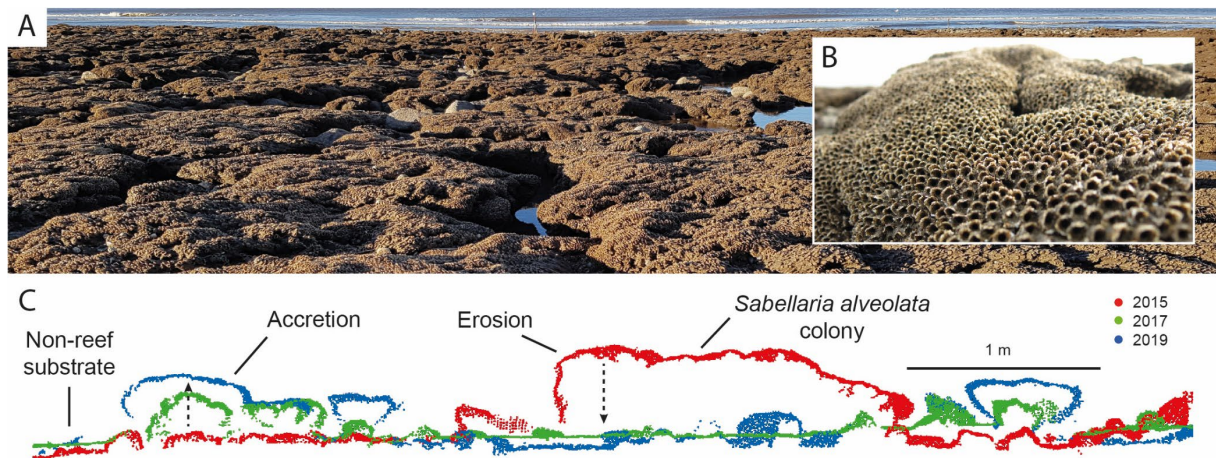 A
B
C
Non-reef
substrate
Accretion
Erosion
Sabellaria alveolata
colony
2015
2017
2019
1 m